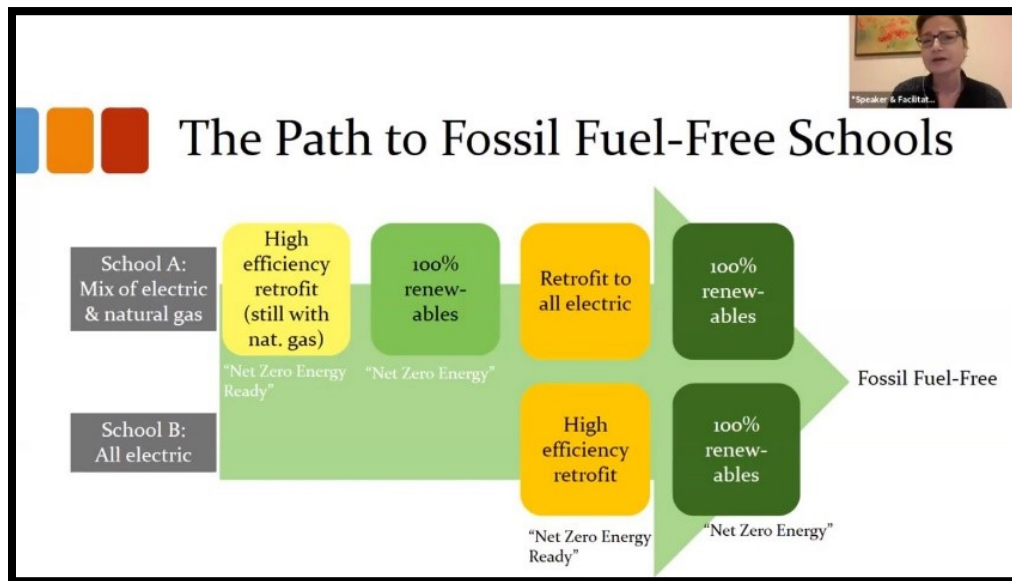 *Speaker & Facilitat...
The Path to Fossil Fuel-Free Schools
School A:
Mix of electric
& natural gas
High
efficiency
retrofit
(still with
nat. gas)
100%
renew-
ables
Retrofit to
all electric
100%
renew-
ables
"Net Zero Energy
Ready"
"Net Zero Energy"
Fossil Fuel-Free
School B:
All electric
High
efficiency
retrofit
100%
renew-
ables
"Net Zero Energy
Ready"
"Net Zero Energy"